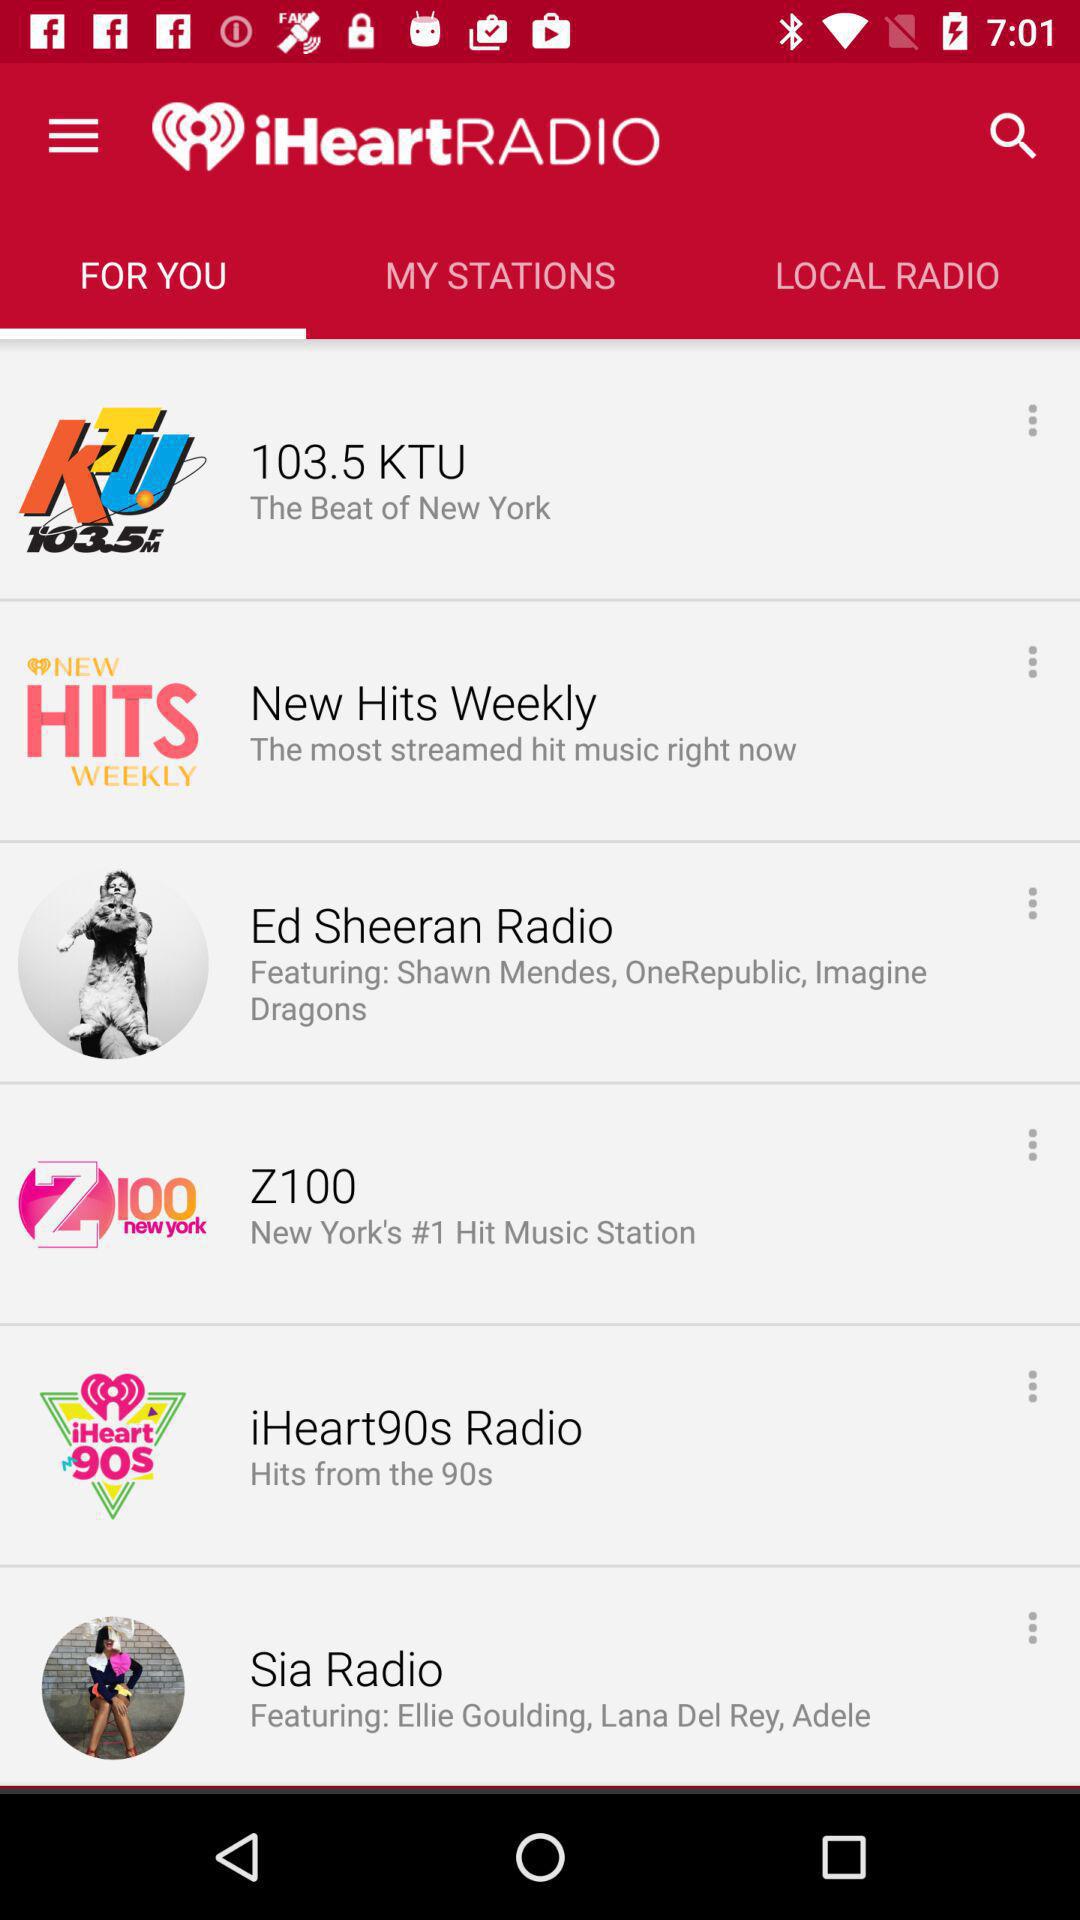 FAKE
7:01
iHeartRADIO
FOR YOU
MY STATIONS
LOCAL RADIO
KTU
103.5 FM
103.5 KTU
The Beat of New York
NEW
HITS
WEEKLY
New Hits Weekly
The most streamed hit music right now
Ed Sheeran Radio
Featuring: Shawn Mendes, OneRepublic, Imagine
Dragons
Z100
new york
Z100
New York's #1 Hit Music Station
iHeart
90s
iHeart90s Radio
Hits from the 90s
Sia Radio
Featuring: Ellie Goulding, Lana Del Rey, Adele